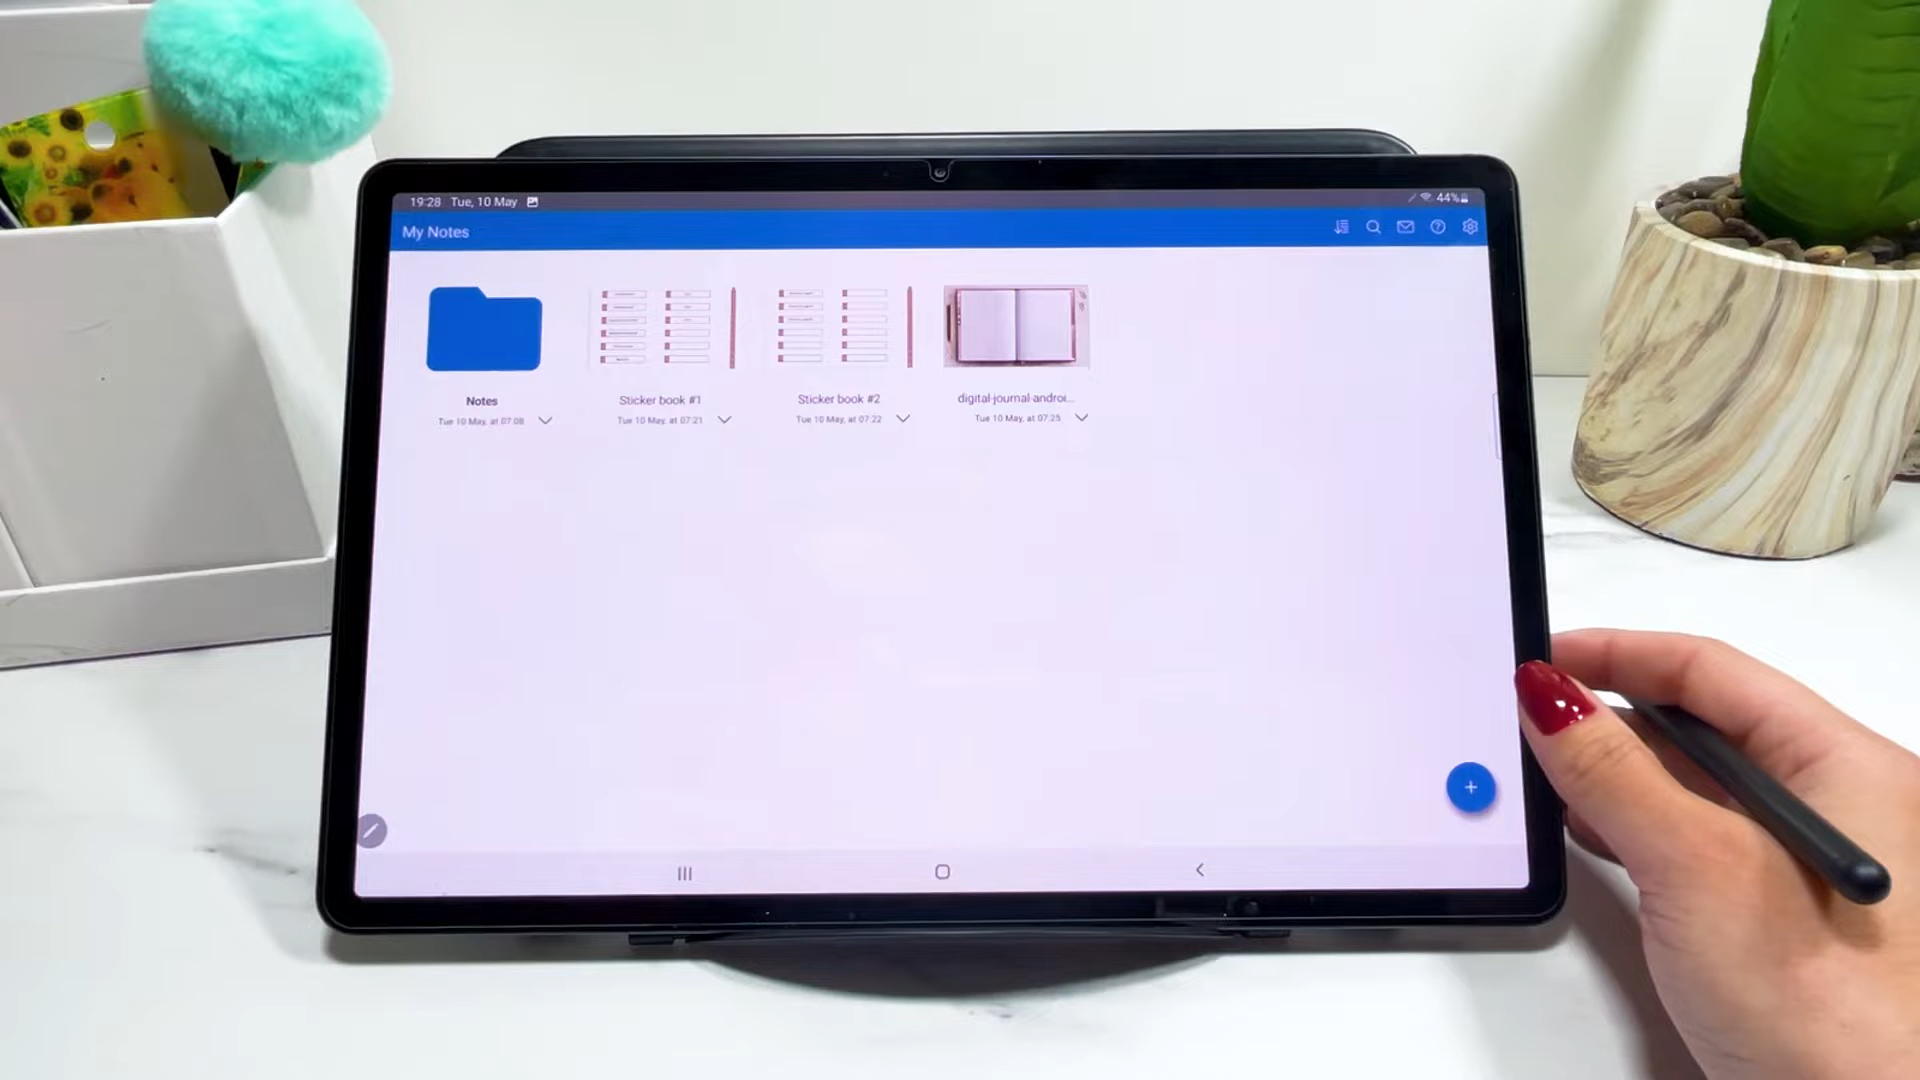 19:28 Tue, 10 May 44%
My Notes
Notes
Tue 10 May, at 07:08
Sticker book #1
Tue 10 May, at 07:21
Sticker book #2
Tue 10 May, at 07:22
digital-journal-androi...
Tue 10 May, at 07:25